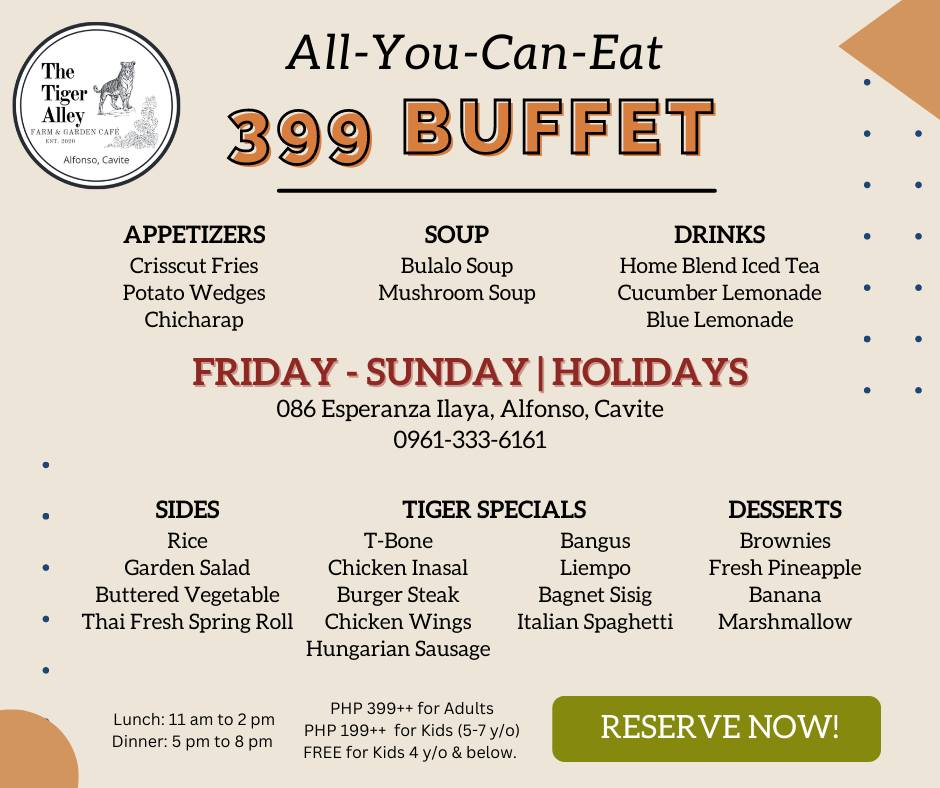 The
Tiger
Alley
FARM & GARDEN CAFÉ
EST. 2020
Alfonso, Cavite
All-You-Can-Eat
399 BUFFET
APPETIZERS
Crisscut Fries
Potato Wedges
Chicharap
SOUP
Bulalo Soup
Mushroom Soup
DRINKS
Home Blend Iced Tea
Cucumber Lemonade
Blue Lemonade
FRIDAY - SUNDAY | HOLIDAYS
086 Esperanza Ilaya, Alfonso, Cavite
0961-333-6161
SIDES
Rice
Garden Salad
Buttered Vegetable
Thai Fresh Spring Roll
TIGER SPECIALS
T-Bone
Chicken Inasal
Burger Steak
Chicken Wings
Hungarian Sausage
Bangus
Liempo
Bagnet Sisig
Italian Spaghetti
DESSERTS
Brownies
Fresh Pineapple
Banana
Marshmallow
Lunch: 11 am to 2 pm
Dinner: 5 pm to 8 pm
PHP 399++ for Adults
PHP 199++ for Kids (5-7 y/o)
FREE for Kids 4 y/o & below.
RESERVE NOW!